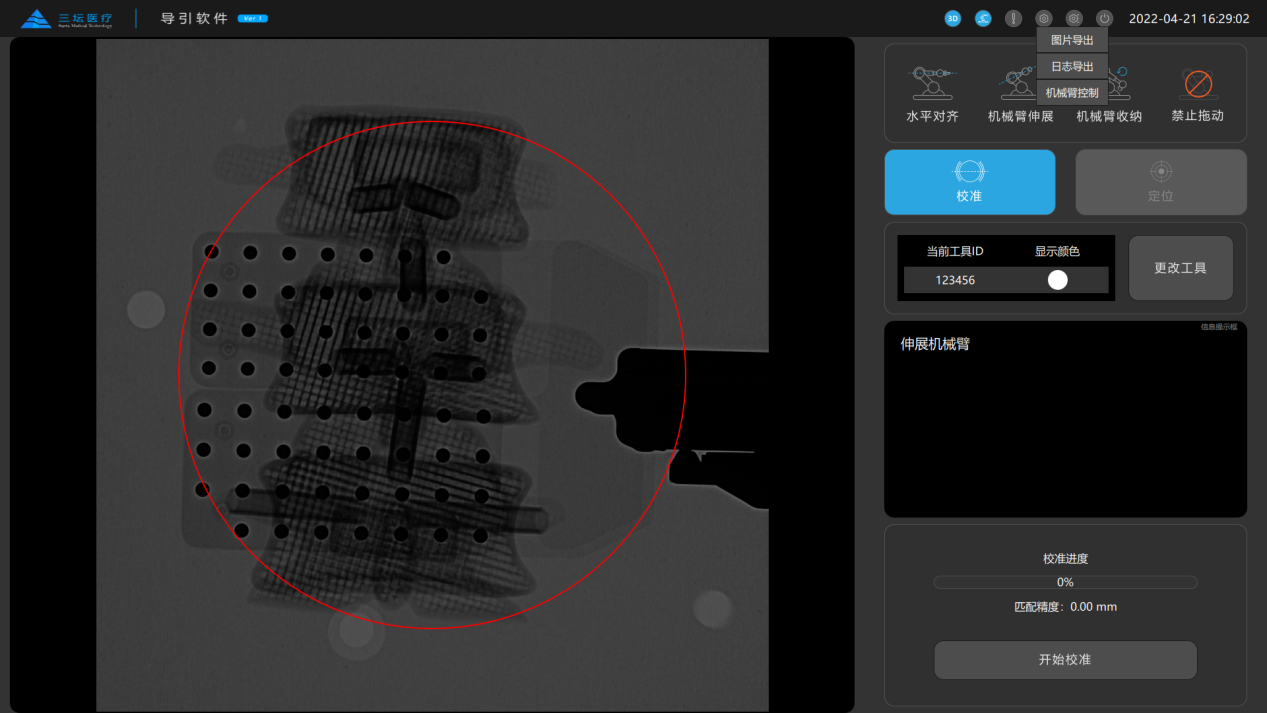 三坛医疗
导引软件 Ver 1
3D
2022-04-21 16:29:02
图片导出
日志导出
机械臂控制
水平对齐 机械臂伸展 机械臂收纳 禁止拖动
校准 定位
当前工具ID 显示颜色
123456
更改工具
信息提示框
伸展机械臂
校准进度
0%
匹配精度: 0.00 mm
开始校准